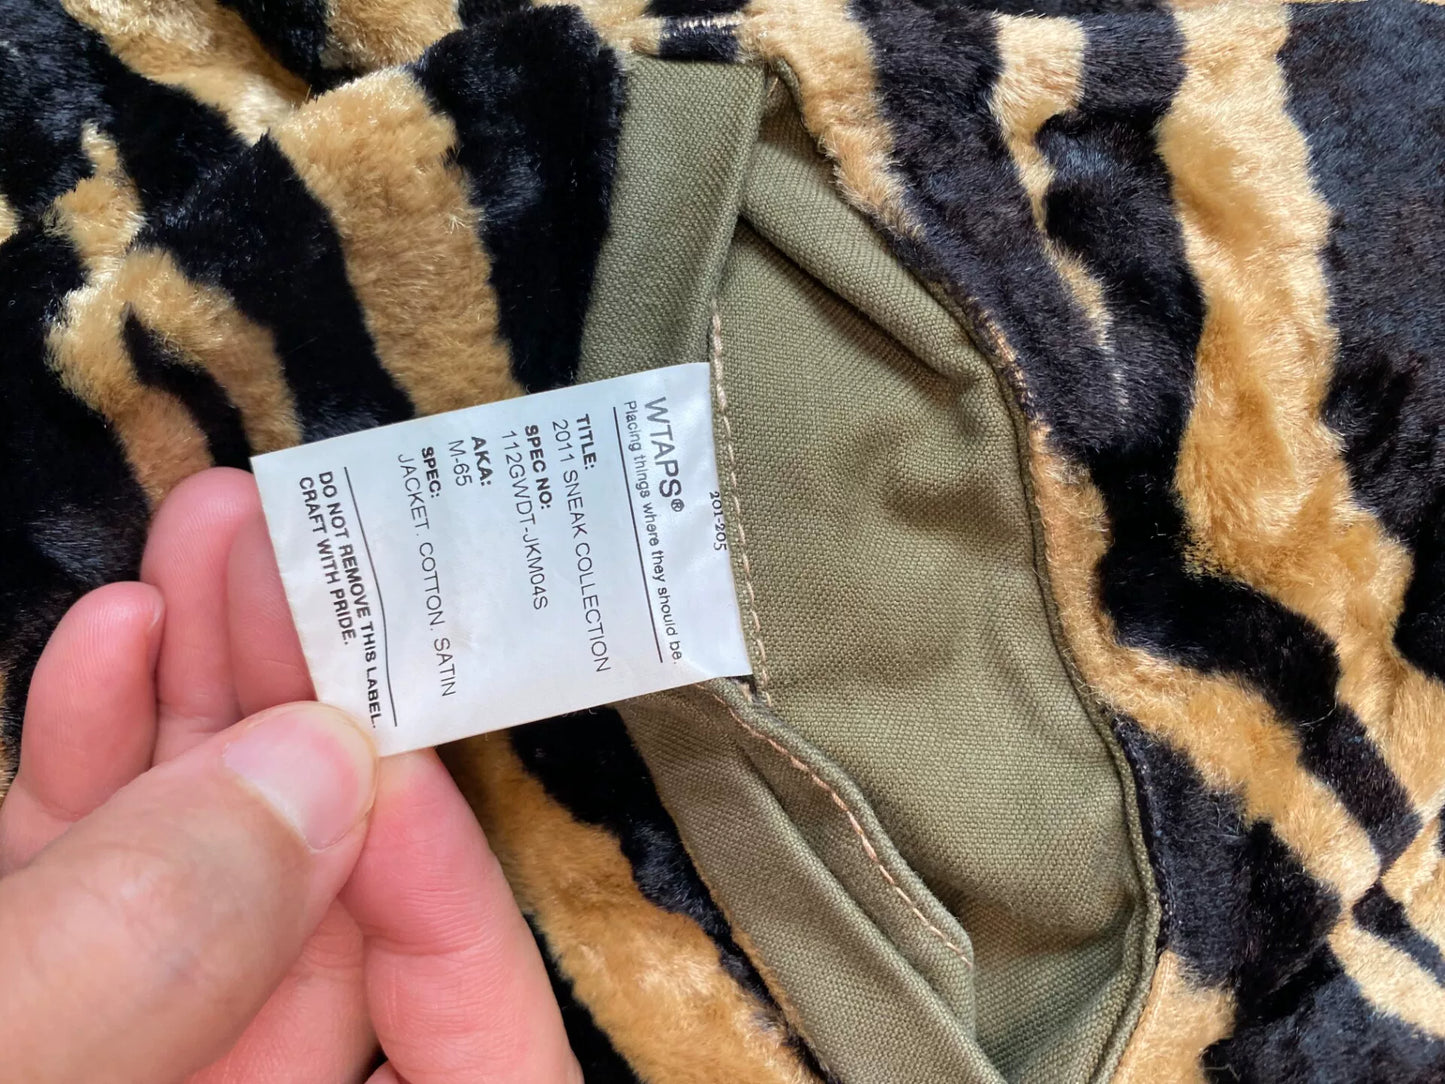 201-205
WTAPS®
Placing things where they should be.
TITLE:
2011 SNEAK COLLECTION
SPEC NO:
112GWDT-JKM04S
AKA:
M-65
SPEC:
JACKET. COTTON. SATIN
DO NOT REMOVE THIS LABEL.
CRAFT WITH PRIDE.